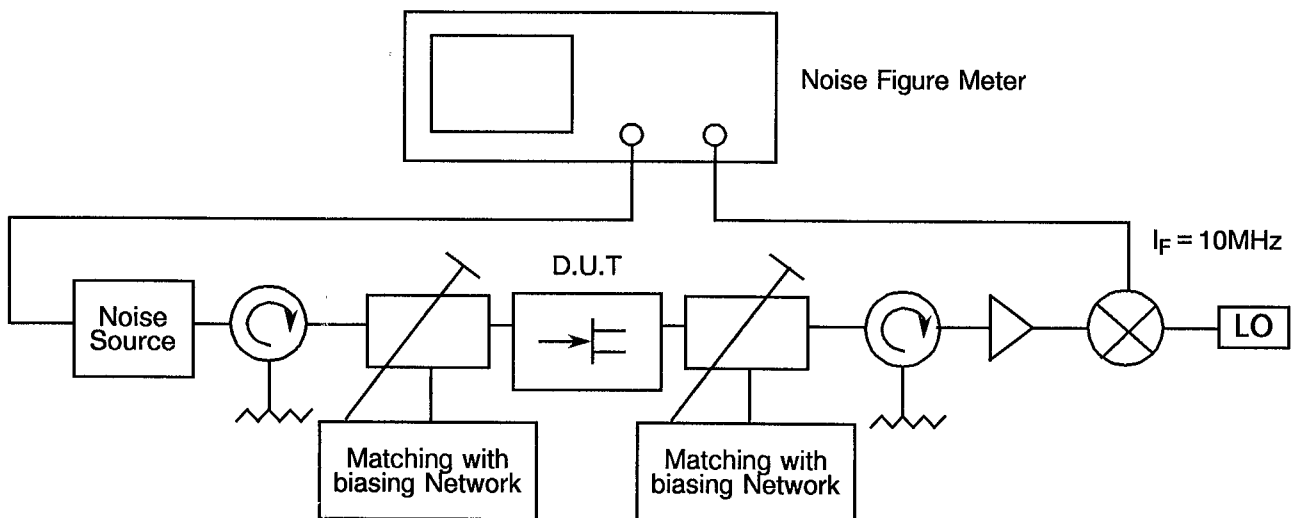 Noise Figure Meter
I_F = 10MHz
D.U.T
Noise
Source
LO
Matching with
biasing Network
Matching with
biasing Network